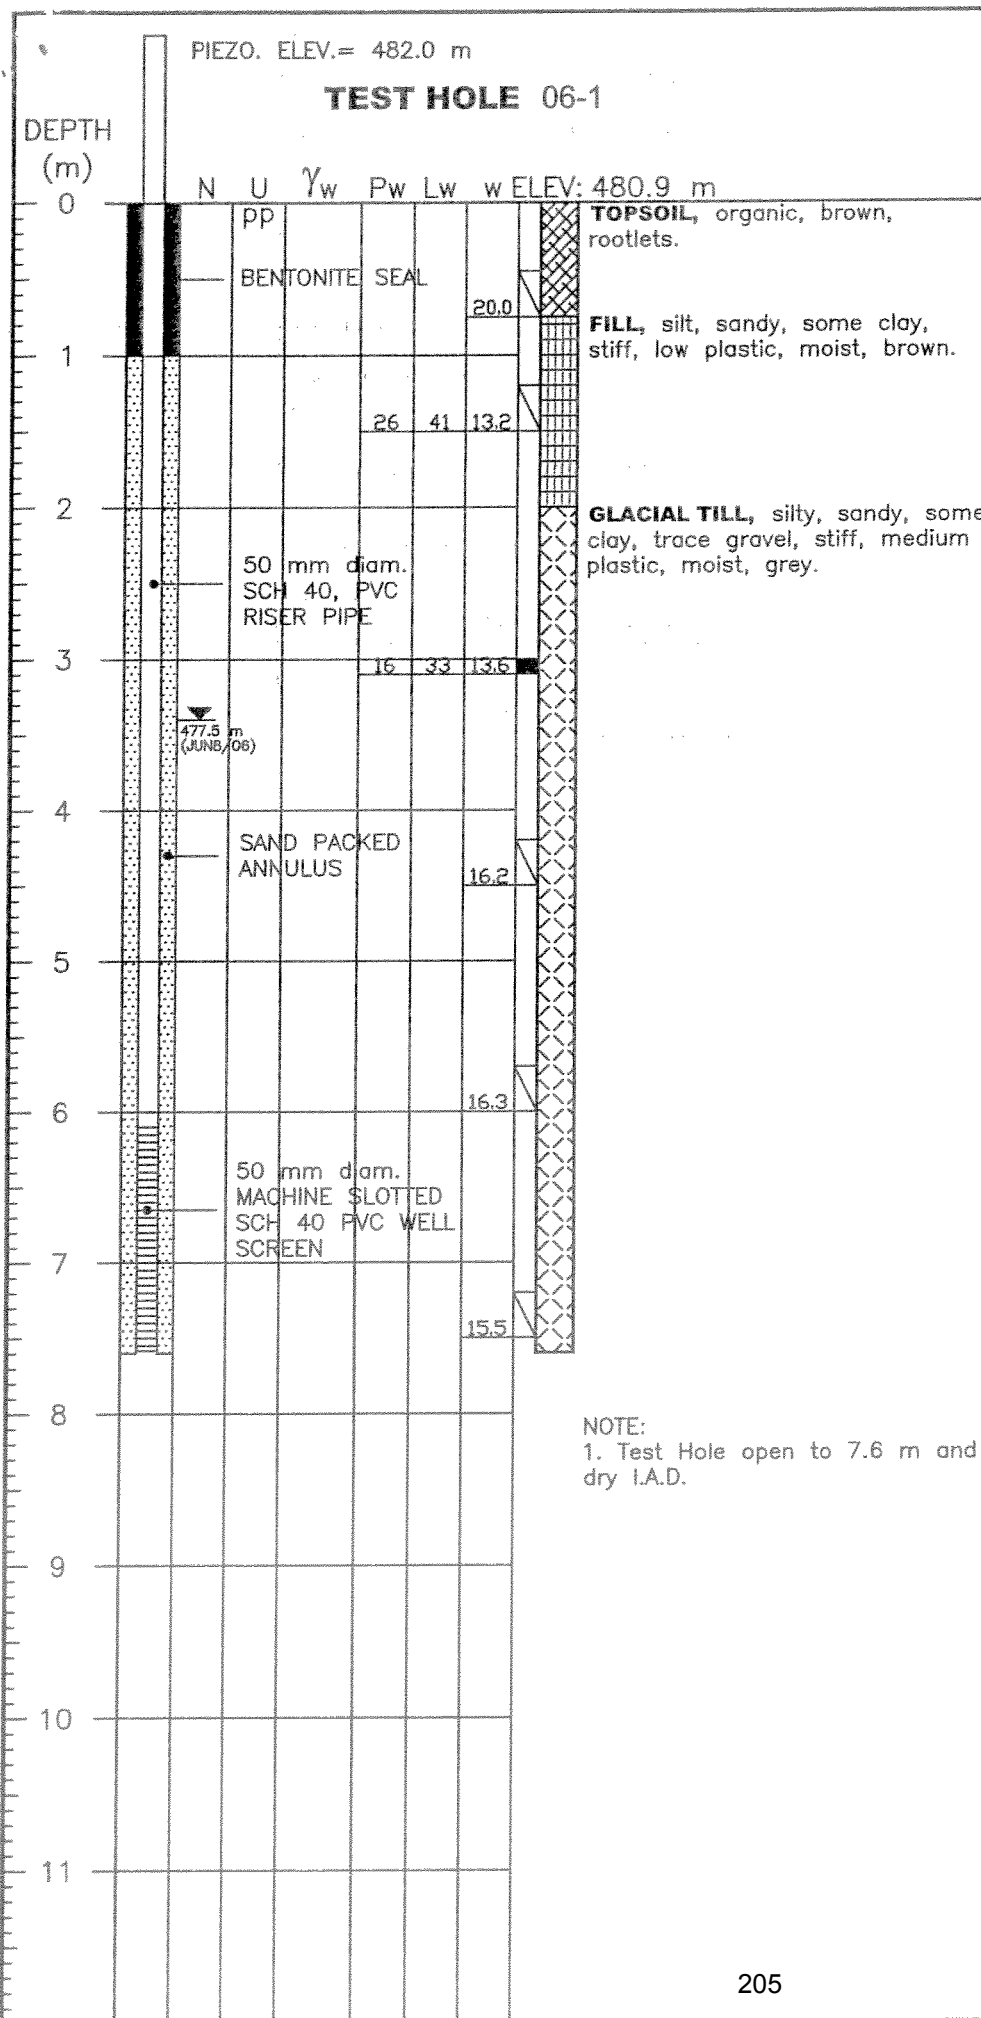 PIEZO. ELEV.= 482.0 m
TEST HOLE 06-1
DEPTH
(m)
N U γw Pw Lw w ELEV: 480.9 m
0
PP
TOPSOIL, organic, brown,
rootlets.
BENTONITE SEAL
20.0
FILL, silt, sandy, some clay,
stiff, low plastic, moist, brown.
1
26 41 13.2
2
GLACIAL TILL, silty, sandy, some
clay, trace gravel, stiff, medium
plastic, moist, grey.
50 mm diam.
SCH 40, PVC
RISER PIPE
3
16 33 13.6
477.5 m
(JUN8/06)
4
SAND PACKED
ANNULUS
16.2
5
16.3
6
50 mm diam.
MACHINE SLOTTED
SCH 40 PVC WELL
SCREEN
7
15.5
8
NOTE:
1. Test Hole open to 7.6 m and
dry I.A.D.
9
10
11
205